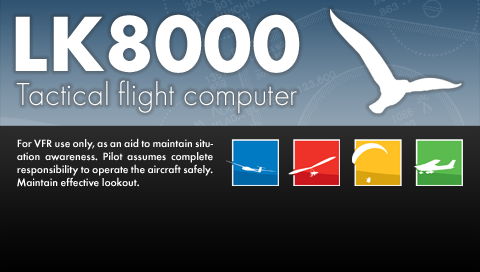 LK8000
Tactical flight computer
For VFR use only, as an aid to maintain situ-
ation awareness. Pilot assumes complete
responsibility to operate the aircraft safely.
Maintain effective lookout.